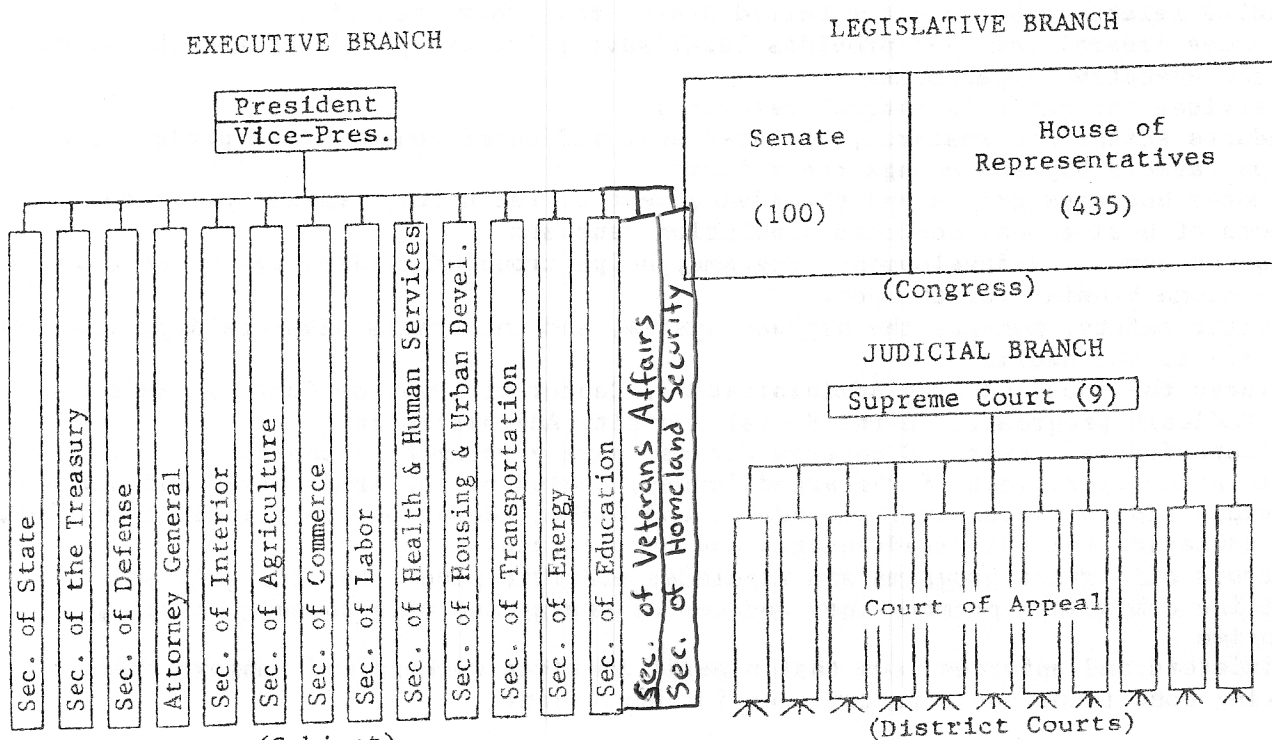 EXECUTIVE BRANCH
President
Vice-Pres.
Sec. of State
Sec. of the Treasury
Sec. of Defense
Attorney General
Sec. of Interior
Sec. of Agriculture
Sec. of Commerce
Sec. of Labor
Sec. of Health & Human Services
Sec. of Housing & Urban Devel.
Sec. of Transportation
Sec. of Energy
Sec. of Education
Sec. of Veterans Affairs
Sec. of Homeland Security
LEGISLATIVE BRANCH
Senate
(100)
House of
Representatives
(435)
(Congress)
JUDICIAL BRANCH
Supreme Court (9)
Court of Appeal
(District Courts)